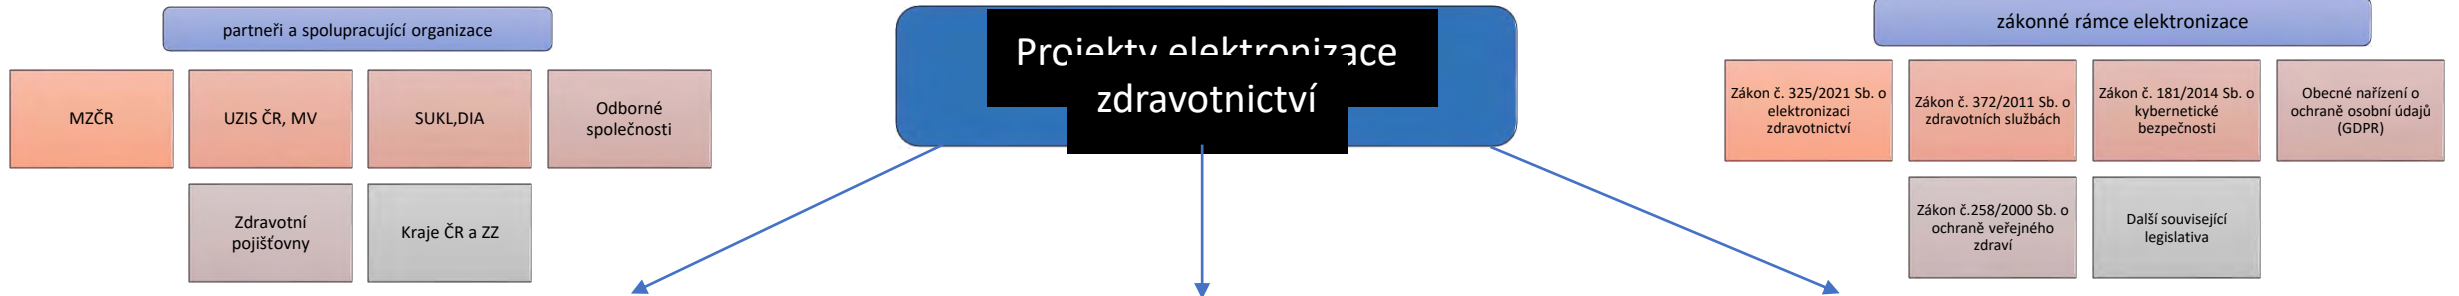 partneři a spolupracující organizace
MZČR
UZIS ČR, MV
SUKL,DIA
Odborné
společnosti
Zdravotní
pojišťovny
Kraje ČR a ZZ
Projekty elektronizace
zdravotnictví
zákonné rámce elektronizace
Zákon č. 325/2021 Sb. o
elektronizaci
zdravotnictví
Zákon č. 372/2011 Sb. o
zdravotních službách
Zákon č. 181/2014 Sb. o
kybernetické
bezpečnosti
Obecné nařízení o
ochraně osobní údajů
(GDPR)
Zákon č.258/2000 Sb. o
ochraně veřejného
zdraví
Další související
legislativa